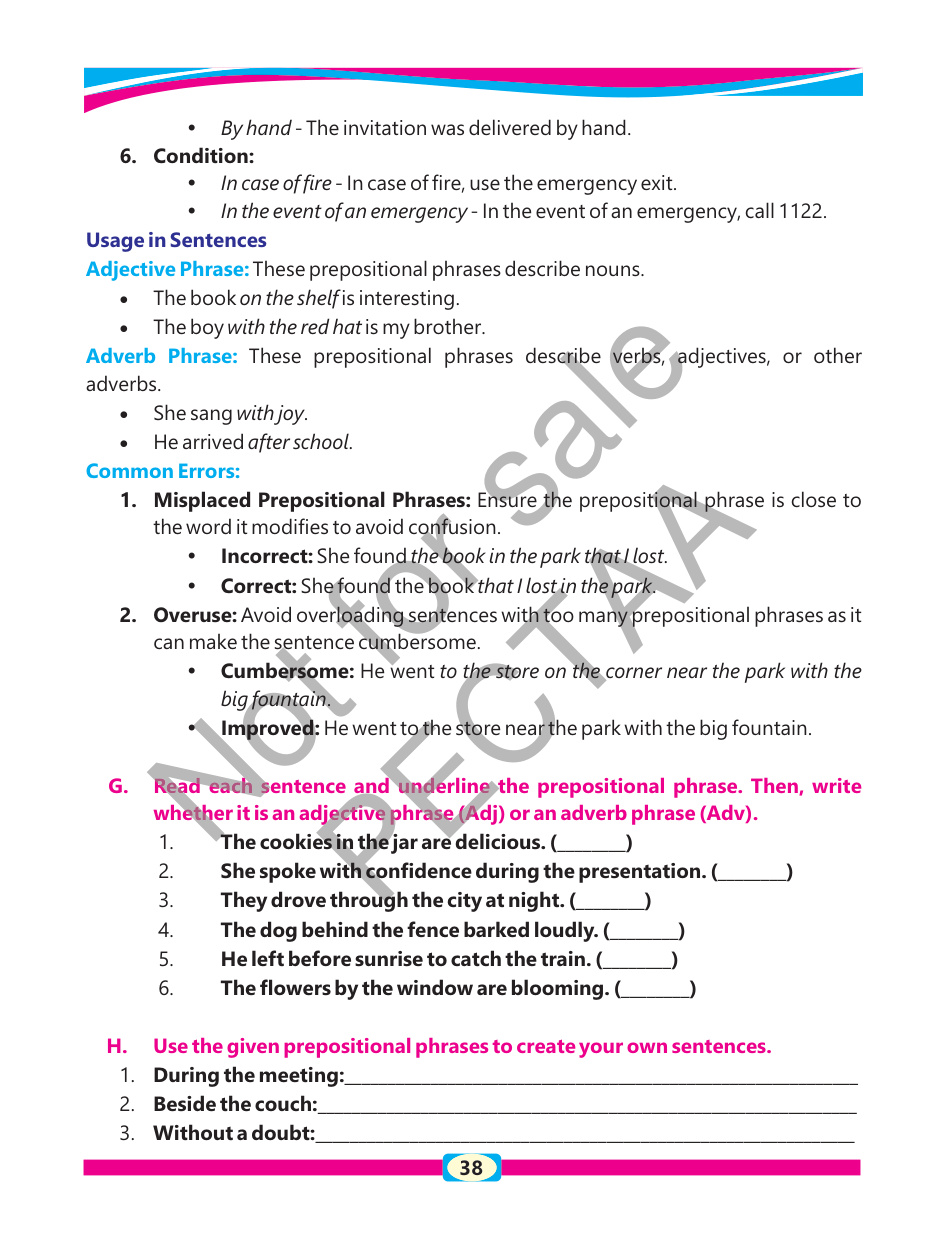 • By hand - The invitation was delivered by hand.
6. Condition:
• In case of fire - In case of fire, use the emergency exit.
• In the event of an emergency - In the event of an emergency, call 1122.
Usage in Sentences
Adjective Phrase: These prepositional phrases describe nouns.
• The book on the shelf is interesting.
• The boy with the red hat is my brother.
Adverb Phrase: These prepositional phrases describe verbs, adjectives, or other
adverbs.
• She sang with joy.
• He arrived after school.
Common Errors:
1. Misplaced Prepositional Phrases: Ensure the prepositional phrase is close to
the word it modifies to avoid confusion.
• Incorrect: She found the book in the park that I lost.
• Correct: She found the book that I lost in the park.
2. Overuse: Avoid overloading sentences with too many prepositional phrases as it
can make the sentence cumbersome.
• Cumbersome: He went to the store on the corner near the park with the
big fountain.
• Improved: He went to the store near the park with the big fountain.
G. Read each sentence and underline the prepositional phrase. Then, write
whether it is an adjective phrase (Adj) or an adverb phrase (Adv).
1. The cookies in the jar are delicious. (________)
2. She spoke with confidence during the presentation. (________)
3. They drove through the city at night. (________)
4. The dog behind the fence barked loudly. (________)
5. He left before sunrise to catch the train. (________)
6. The flowers by the window are blooming. (________)
H. Use the given prepositional phrases to create your own sentences.
1. During the meeting:____________________________________________________________
2. Beside the couch:_______________________________________________________________
3. Without a doubt:_______________________________________________________________
38
Not for sale
PECTAA